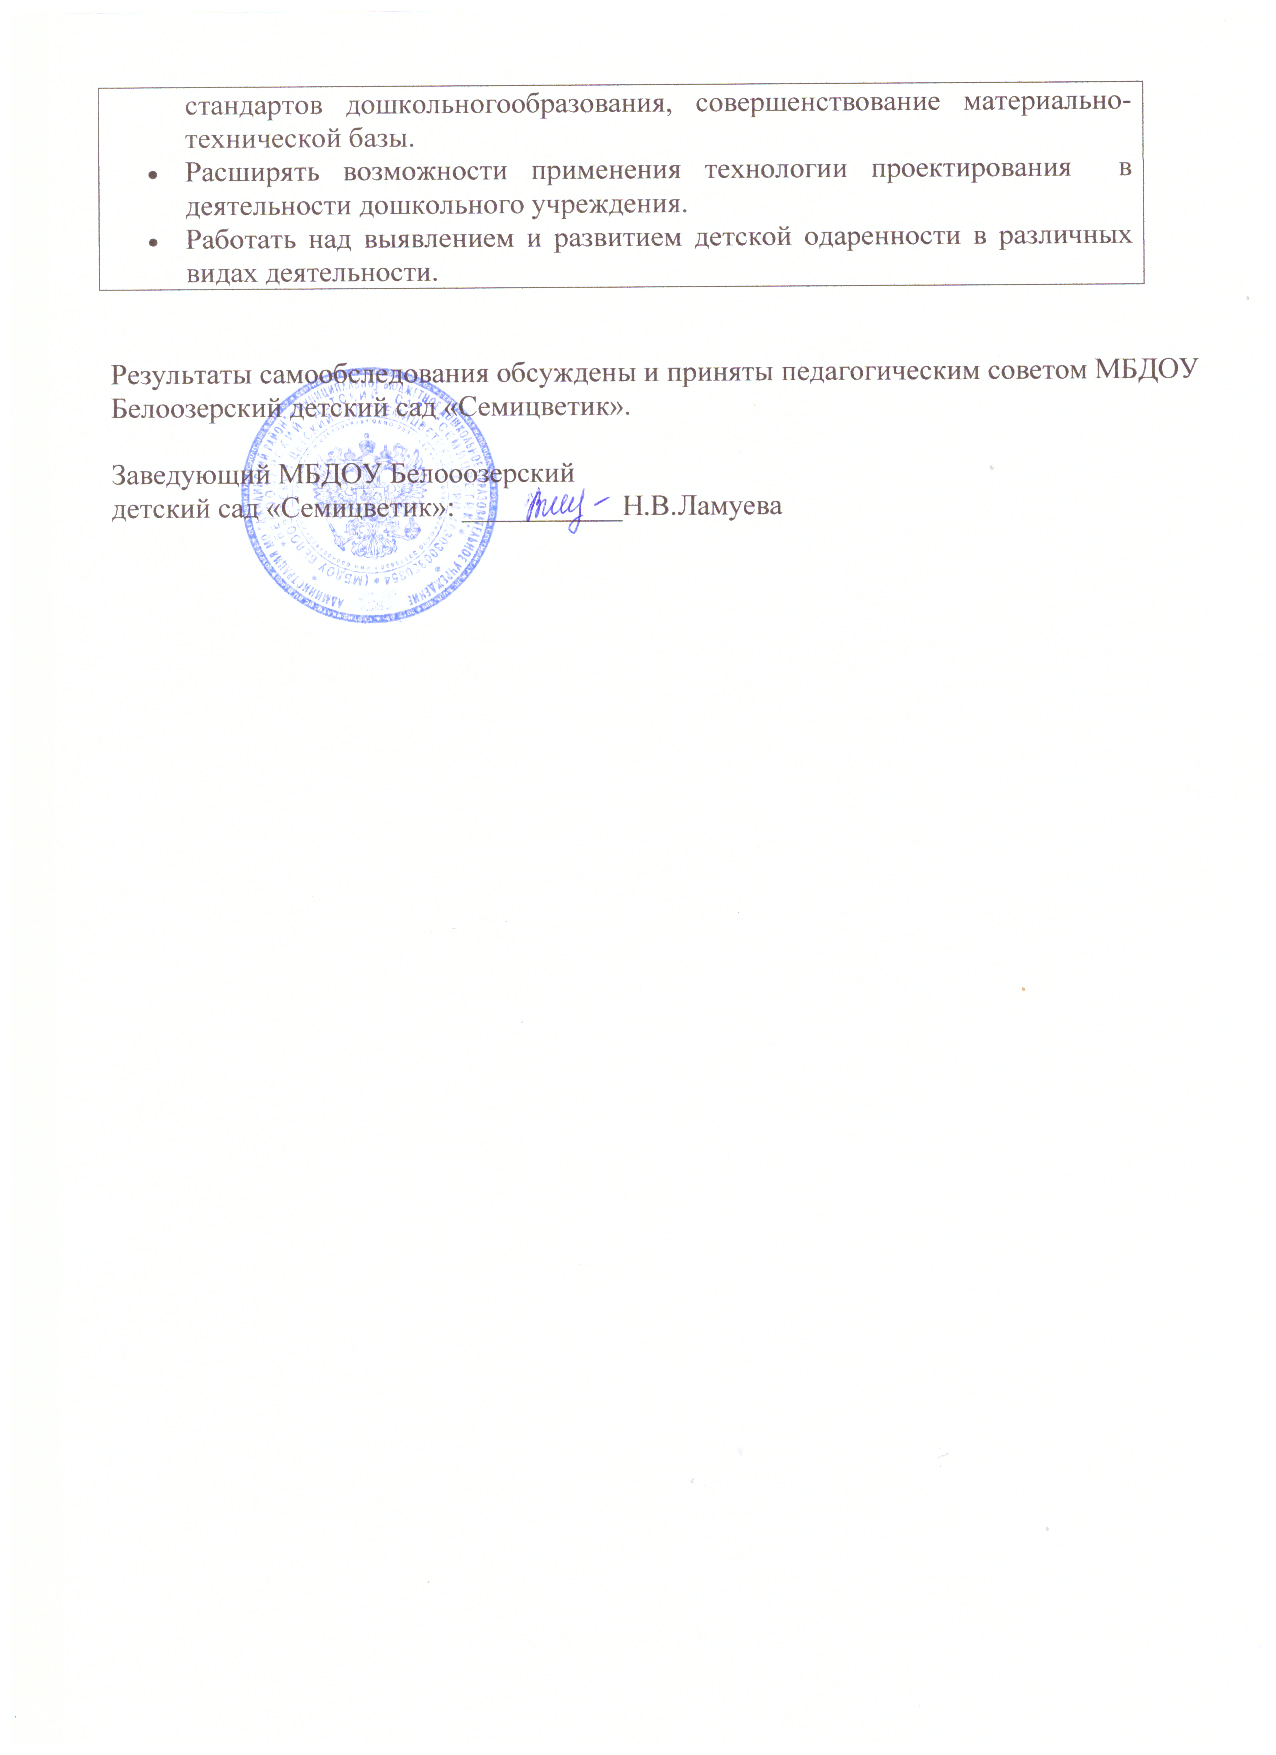 стандартов дошкольногообразования, совершенствование материально-
технической базы.
• Расширять возможности применения технологии проектирования в
деятельности дошкольного учреждения.
• Работать над выявлением и развитием детской одаренности в различных
видах деятельности.
Результаты самообследования обсуждены и приняты педагогическим советом МБДОУ
Белоозерский детский сад «Семицветик».
Заведующий МБДОУ Белооозерский
детский сад «Семицветик»: ___________Н.В.Ламуева